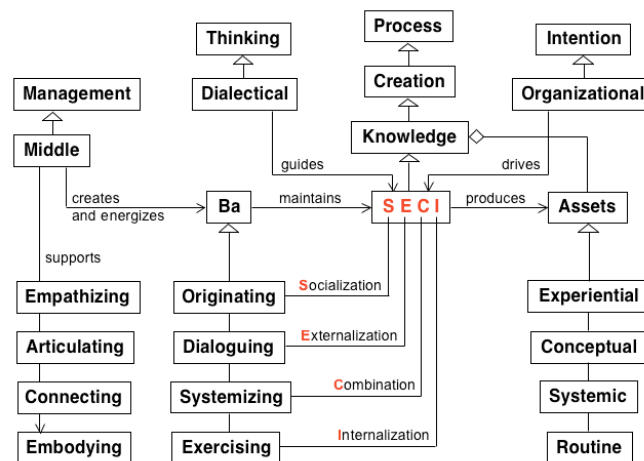 Process
Thinking
Intention
Creation
Management
Dialectical
Organizational
Middle
Knowledge
guides
drives
creates
and energizes
Ba
maintains
S E C I
produces
Assets
supports
Empathizing
Originating
Socialization
Experiential
Articulating
Dialoguing
Externalization
Conceptual
Connecting
Systemizing
Combination
Systemic
Embodying
Exercising
Internalization
Routine